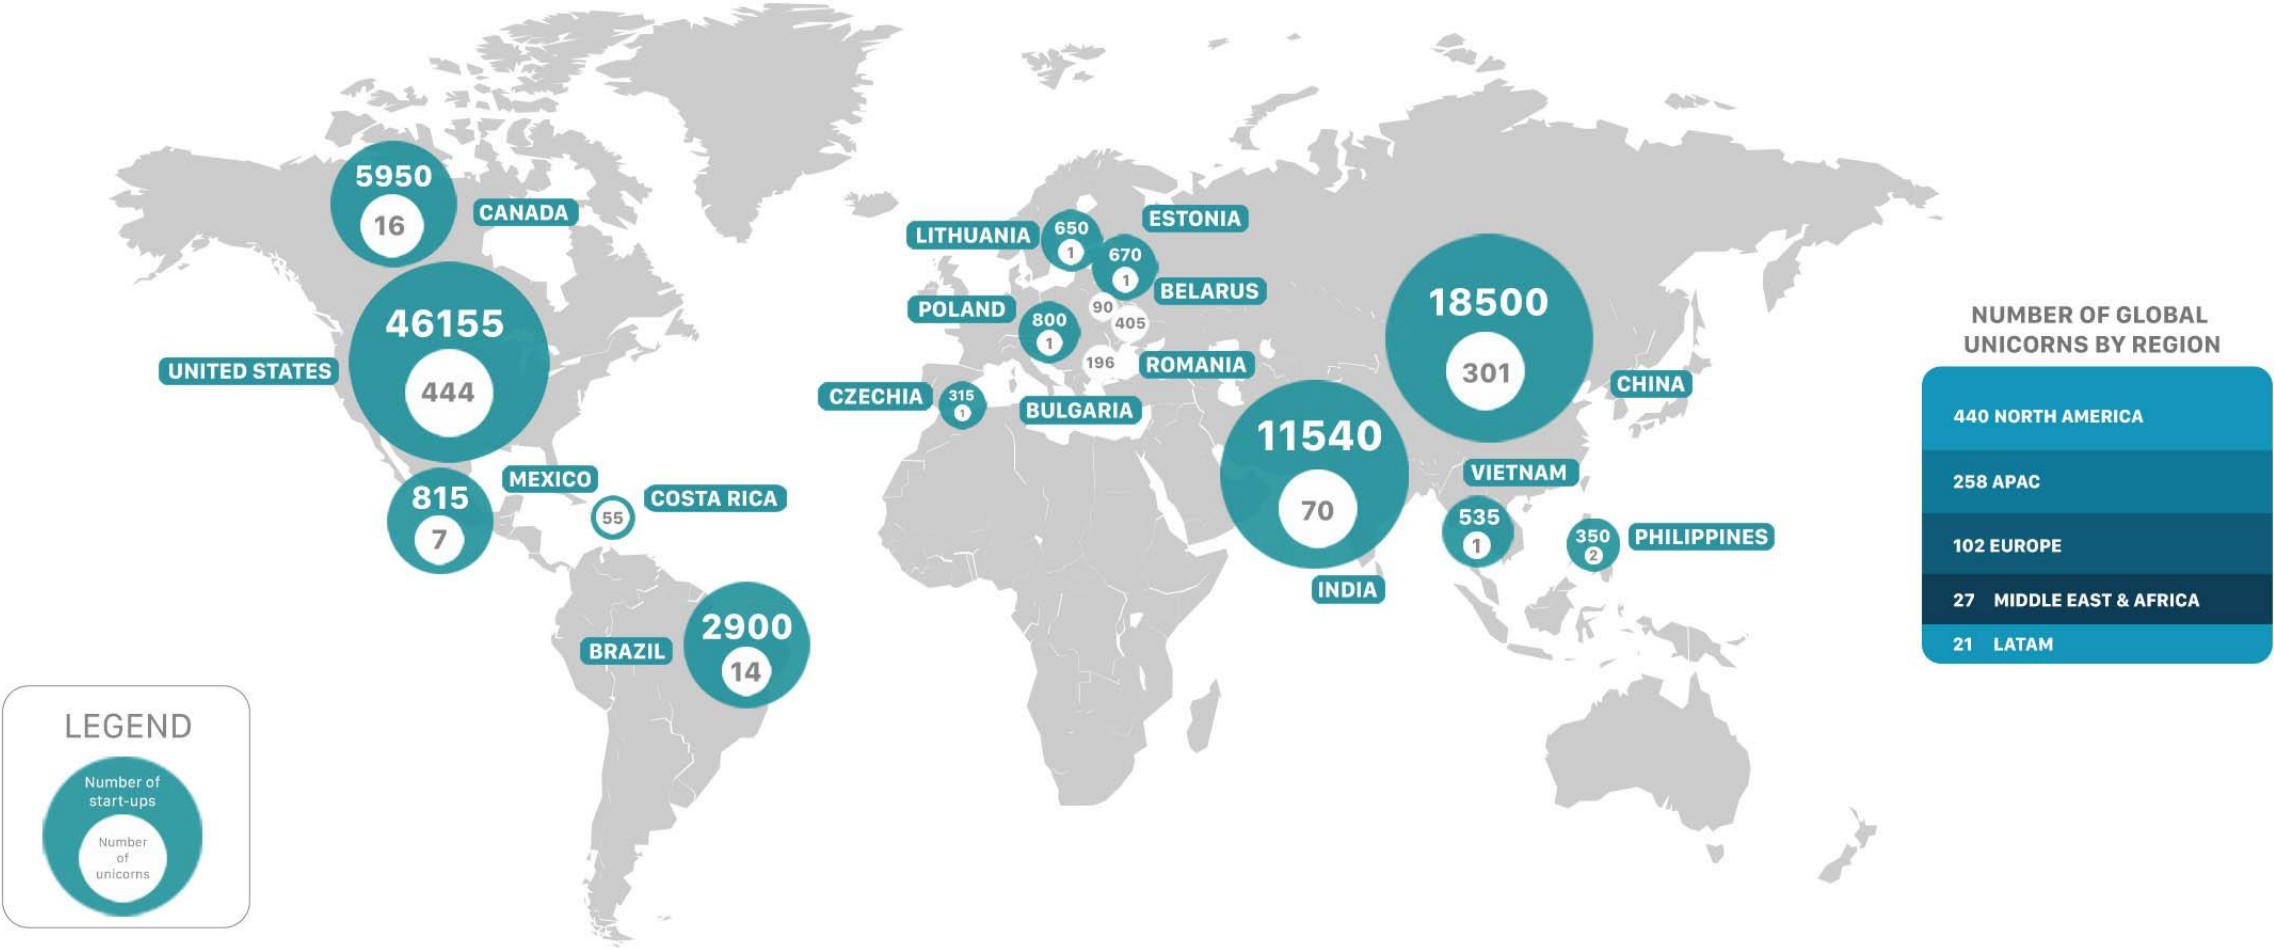 5950
16
CANADA
46155
444
UNITED STATES
815
7
MEXICO
55
COSTA RICA
2900
14
BRAZIL
LITHUANIA
650
1
ESTONIA
670
1
BELARUS
90
405
POLAND
800
1
196
ROMANIA
CZECHIA
315
1
BULGARIA
18500
301
CHINA
11540
70
INDIA
VIETNAM
535
1
350
2
PHILIPPINES
NUMBER OF GLOBAL
UNICORNS BY REGION
440 NORTH AMERICA
258 APAC
102 EUROPE
27 MIDDLE EAST & AFRICA
21 LATAM
LEGEND
Number of
start-ups
Number
of
unicorns